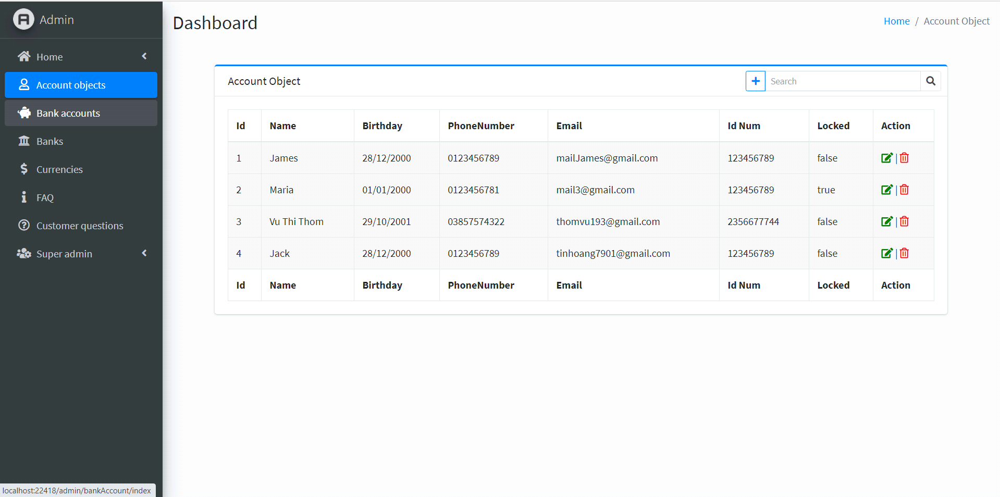 Admin
Home
Account objects
Bank accounts
Banks
Currencies
FAQ
Customer questions
Super admin
localhost:22418/admin/bankAccount/index
Dashboard
Home / Account Object
Account Object
Search
Id Name Birthday PhoneNumber Email Id Num Locked Action
1 James 28/12/2000 0123456789 mailJames@gmail.com 123456789 false |
2 Maria 01/01/2000 0123456781 mail3@gmail.com 123456789 true |
3 Vu Thi Thom 29/10/2001 03857574322 thomvu193@gmail.com 2356677744 false |
4 Jack 28/12/2000 0123456789 tinhoang7901@gmail.com 123456789 false |
Id Name Birthday PhoneNumber Email Id Num Locked Action